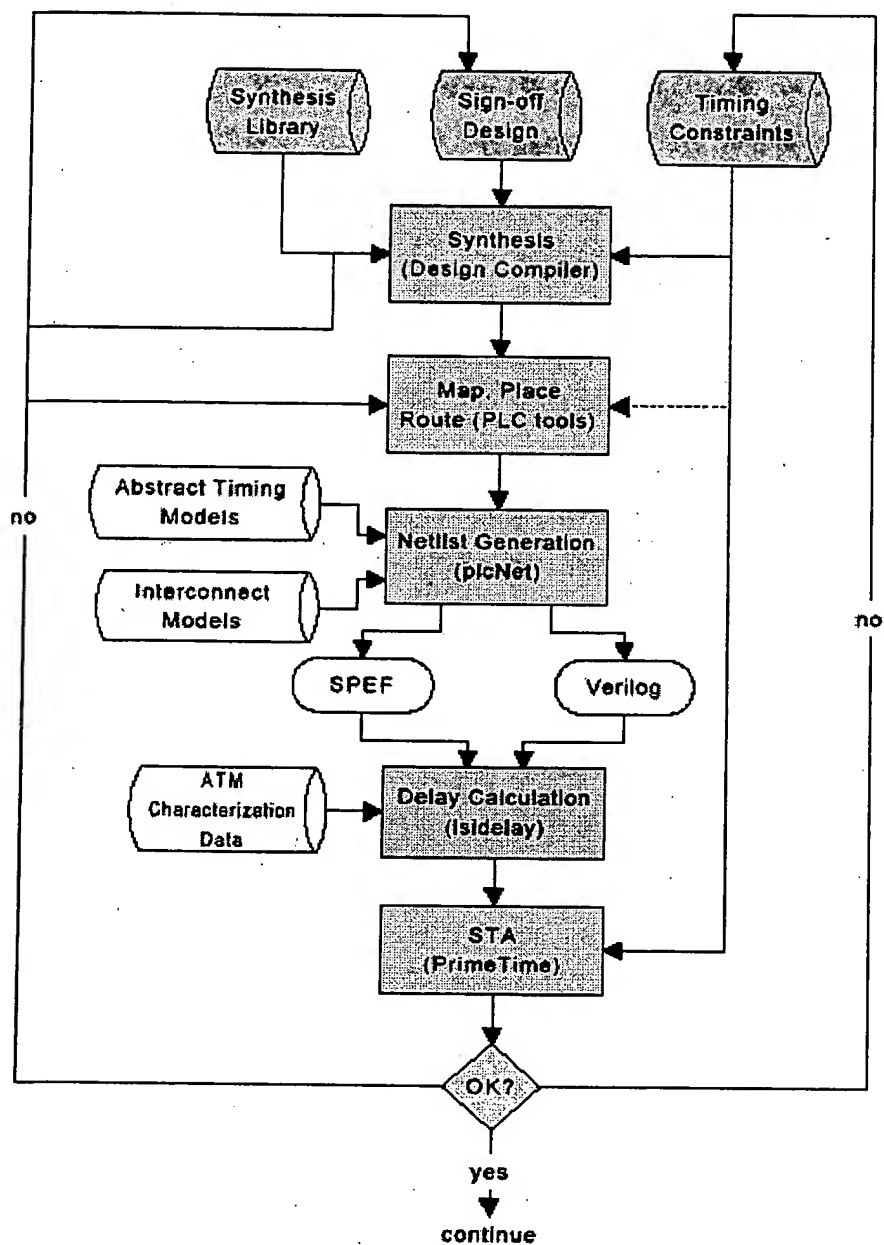 Synthesis
Library
Sign-off
Design
Timing
Constraints
Synthesis
(Design Compiler)
Map, Place
Route (PLC tools)
Abstract Timing
Models
no
Netlist Generation
(plcNet)
Interconnect
Models
no
SPEF
Verilog
ATM
Characterization
Data
Delay Calculation
(lsidelay)
STA
(PrimeTime)
OK?
yes
continue